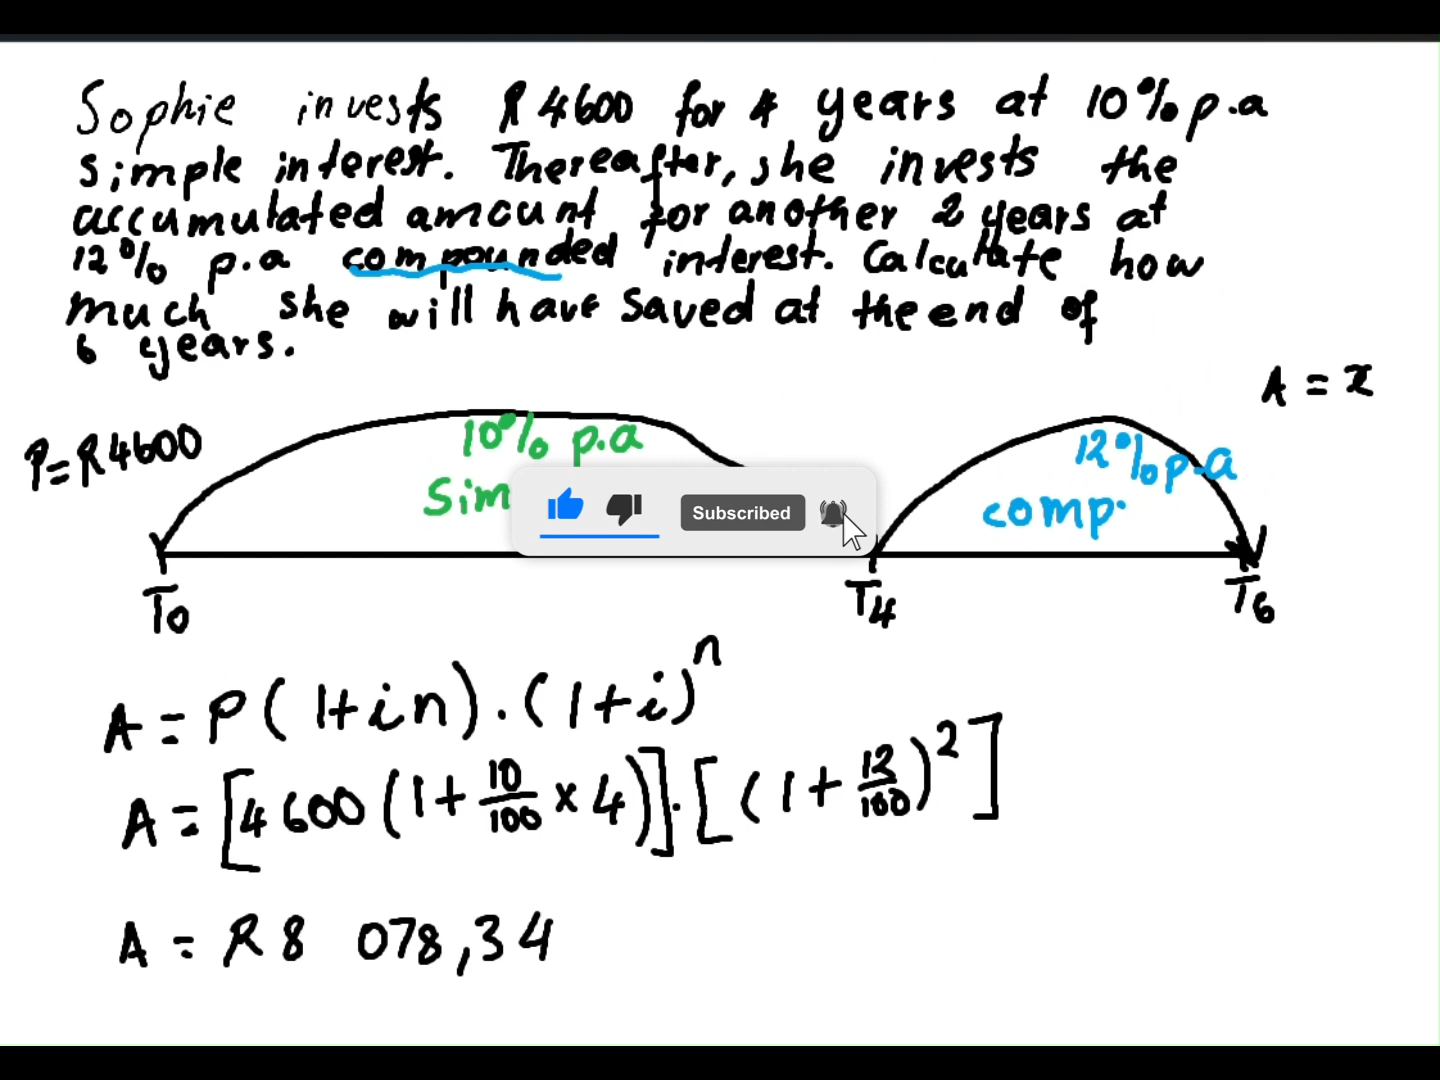 Sophie invests R4600 for 4 years at 10% p.a
simple interest. Thereafter, she invests the
accumulated amount for another 2 years at
12% p.a compounded interest. Calculate how
much she will have saved at the end of
6 years.
A = x
P=R4600
10% p.a
12% p.a
Sim
comp.
Subscribed
T0
T4
T6
A = P(1+in).(1+i)^n
A = [4600(1+10/100 × 4)].[(1+12/100)^2]
A = R8 078,34